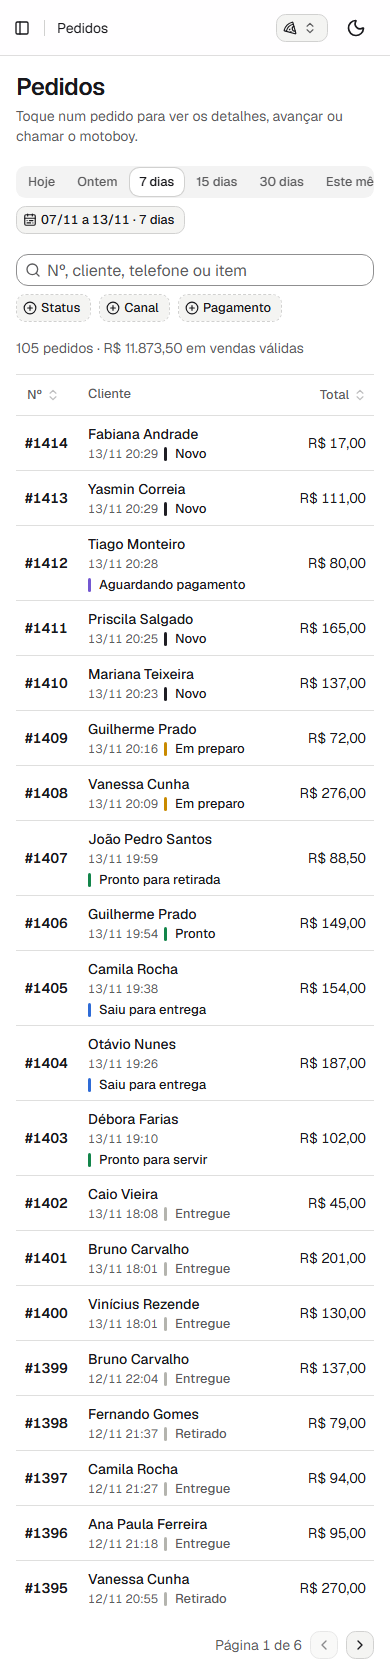 Pedidos
Pedidos
Toque num pedido para ver os detalhes, avançar ou
chamar o motoboy.
Hoje Ontem 7 dias 15 dias 30 dias Este mê
07/11 a 13/11 · 7 dias
Nº, cliente, telefone ou item
Status Canal Pagamento
105 pedidos · R$ 11.873,50 em vendas válidas
Nº Cliente Total
#1414 Fabiana Andrade R$ 17,00
13/11 20:29 Novo
#1413 Yasmin Correia R$ 111,00
13/11 20:29 Novo
#1412 Tiago Monteiro R$ 80,00
13/11 20:28
Aguardando pagamento
#1411 Priscila Salgado R$ 165,00
13/11 20:25 Novo
#1410 Mariana Teixeira R$ 137,00
13/11 20:23 Novo
#1409 Guilherme Prado R$ 72,00
13/11 20:16 Em preparo
#1408 Vanessa Cunha R$ 276,00
13/11 20:09 Em preparo
#1407 João Pedro Santos R$ 88,50
13/11 19:59
Pronto para retirada
#1406 Guilherme Prado R$ 149,00
13/11 19:54 Pronto
#1405 Camila Rocha R$ 154,00
13/11 19:38
Saiu para entrega
#1404 Otávio Nunes R$ 187,00
13/11 19:26
Saiu para entrega
#1403 Débora Farias R$ 102,00
13/11 19:10
Pronto para servir
#1402 Caio Vieira R$ 45,00
13/11 18:08 Entregue
#1401 Bruno Carvalho R$ 201,00
13/11 18:01 Entregue
#1400 Vinícius Rezende R$ 130,00
13/11 18:01 Entregue
#1399 Bruno Carvalho R$ 137,00
12/11 22:04 Entregue
#1398 Fernando Gomes R$ 79,00
12/11 21:37 Retirado
#1397 Camila Rocha R$ 94,00
12/11 21:27 Entregue
#1396 Ana Paula Ferreira R$ 95,00
12/11 21:18 Entregue
#1395 Vanessa Cunha R$ 270,00
12/11 20:55 Retirado
Página 1 de 6